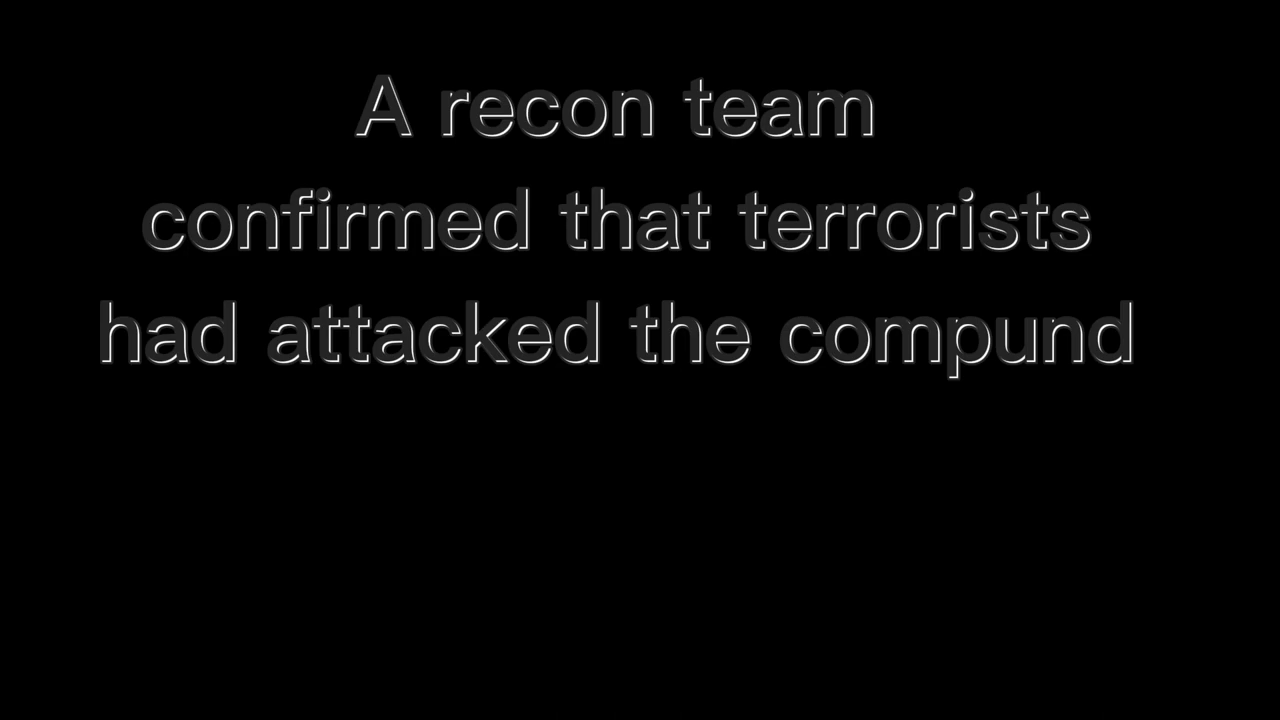 A recon team
confirmed that terrorists
had attacked the compund